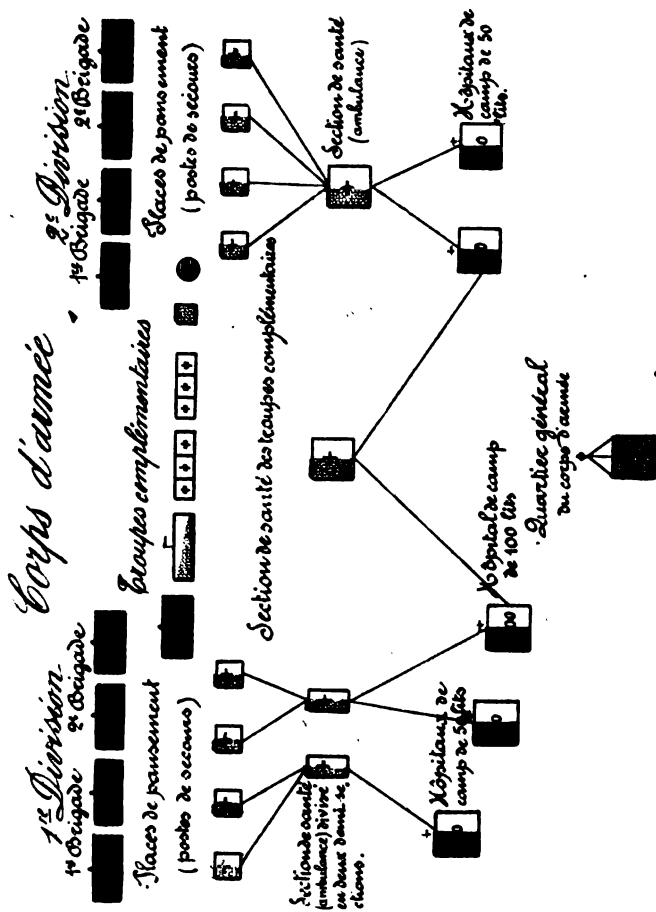 Corps d'armée
1re Division
1re Brigade
2e Brigade
Places de pansement
(postes de secours)
Section de santé
(ambulance) divisé
en deux demi-se
ctions.
Hôpitaux de
camp de 50 lits
Troupes complémentaires
Section de santé des troupes complémentaires
Hôpital de camp
de 100 lits
Quartier général
du corps d'armée
2e Division
1re Brigade
2e Brigade
Places de pansement
(postes de secours)
Section de santé
(ambulance)
Hôpitaux de
camp de 50
lits.